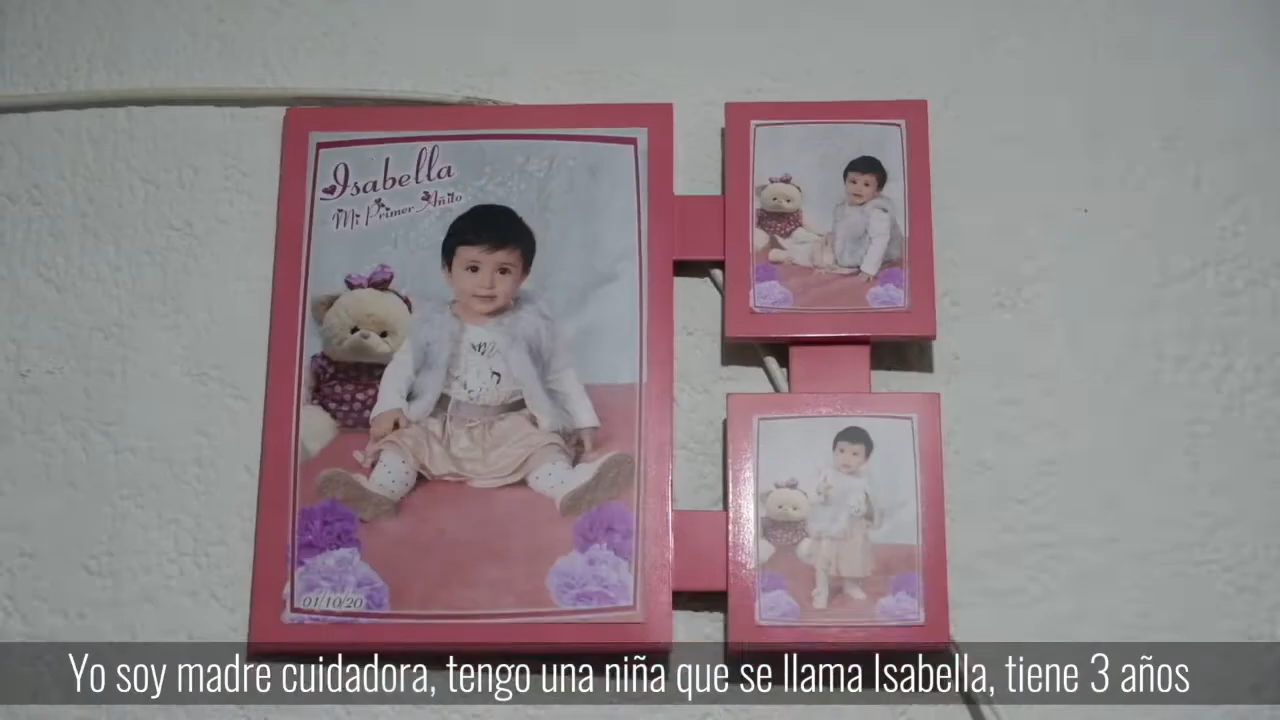 Isabella
Mi Primer Añito
01/10/20
Yo soy madre cuidadora, tengo una niña que se llama Isabella, tiene 3 años